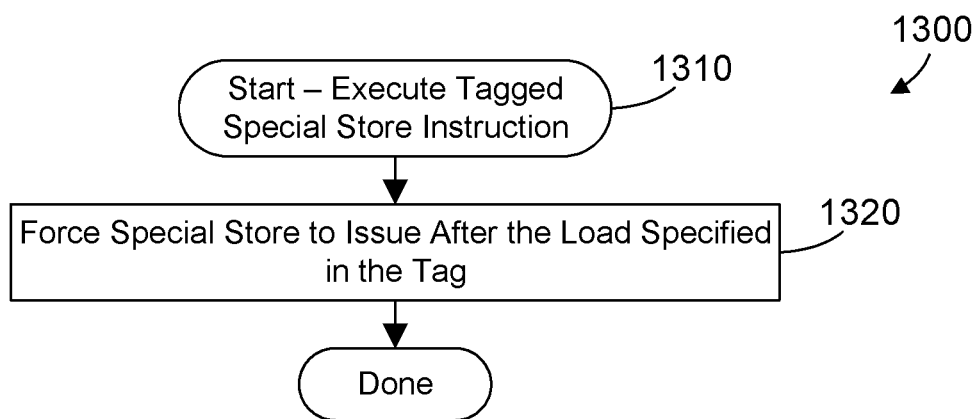 1300
Start – Execute Tagged
Special Store Instruction
1310
Force Special Store to Issue After the Load Specified
in the Tag
1320
Done